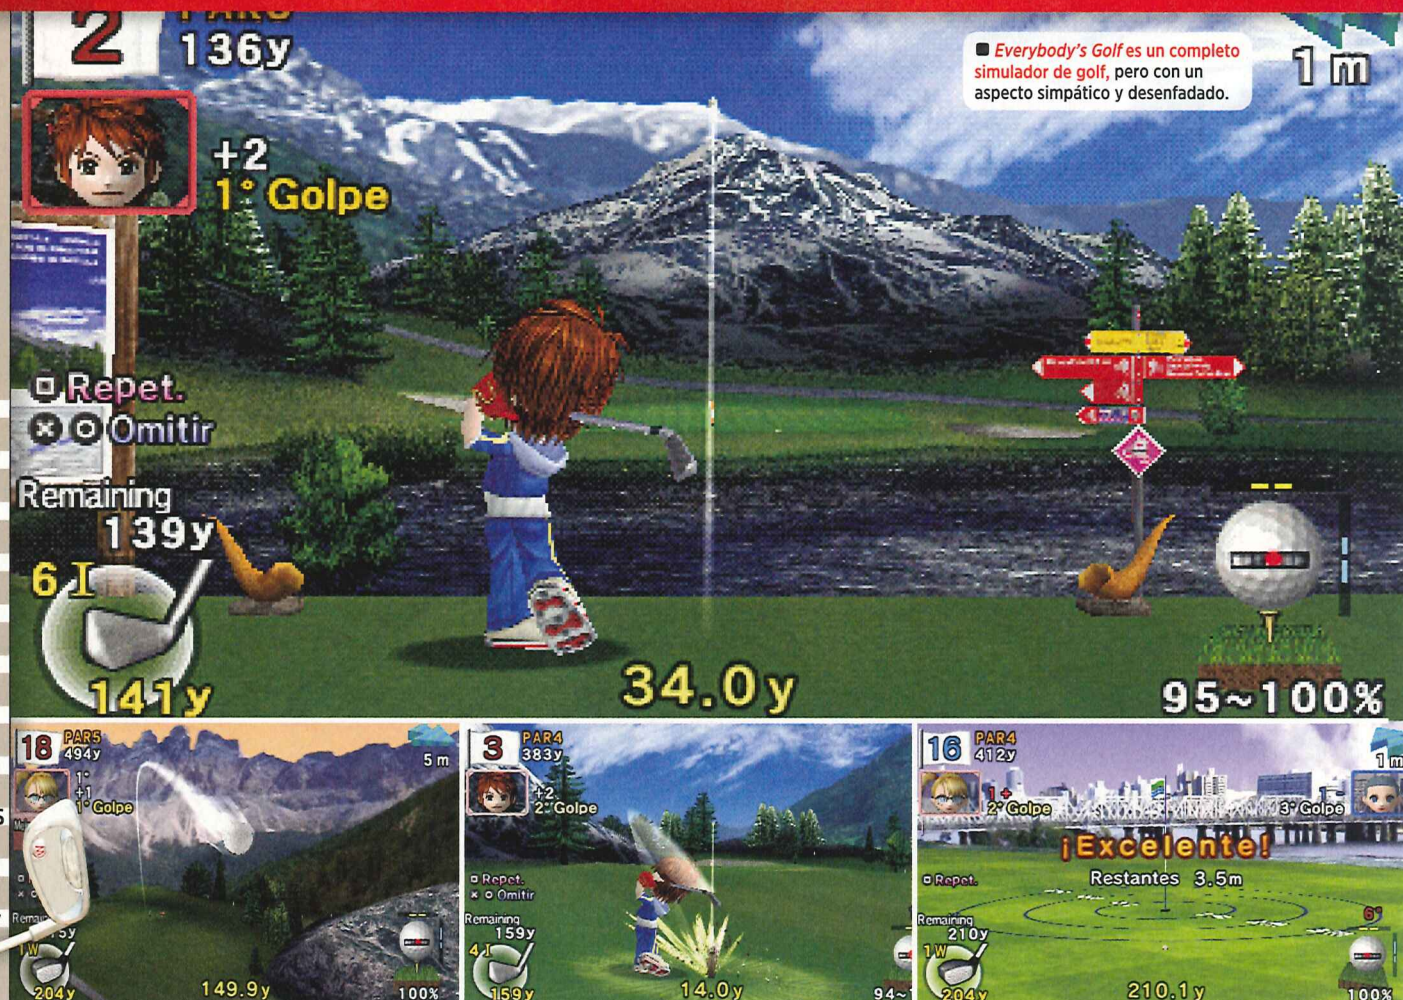 2
PAR3
136y
+2
1° Golpe
■ Everybody's Golf es un completo
simulador de golf, pero con un
aspecto simpático y desenfadado.
1 m
Repet.
Omitir
Remaining
139y
6 I
141y
34.0y
95~100%
18
PAR5
494y
1°
+1
1° Golpe
5 m
1W
204y
149.9y
100%
3
PAR4
383y
+2
2° Golpe
Repet.
Omitir
Remaining
159y
4 I
159y
14.0y
94~
16
PAR4
412y
1+
2° Golpe
1 m
3° Golpe
¡Excelente!
Restantes 3.5m
Repet.
Remaining
210y
1W
204y
210.1y
6°
100%